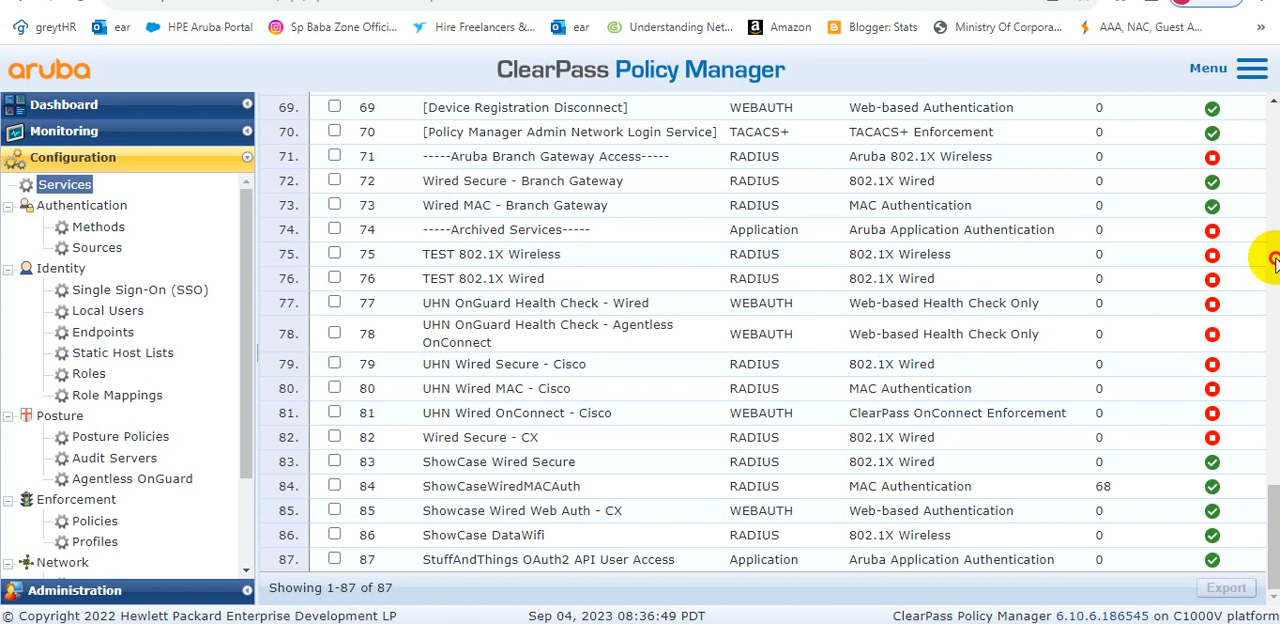 greytHR ear HPE Aruba Portal Sp Baba Zone Offici... Hire Freelancers &... ear Understanding Net... Amazon Blogger: Stats Ministry Of Corpora... AAA, NAC, Guest A... »
aruba ClearPass Policy Manager Menu
Dashboard
Monitoring
Configuration
Services
Authentication
Methods
Sources
Identity
Single Sign-On (SSO)
Local Users
Endpoints
Static Host Lists
Roles
Role Mappings
Posture
Posture Policies
Audit Servers
Agentless OnGuard
Enforcement
Policies
Profiles
Network
Administration
69. 69 [Device Registration Disconnect] WEBAUTH Web-based Authentication 0
70. 70 [Policy Manager Admin Network Login Service] TACACS+ TACACS+ Enforcement 0
71. 71 -----Aruba Branch Gateway Access----- RADIUS Aruba 802.1X Wireless 0
72. 72 Wired Secure - Branch Gateway RADIUS 802.1X Wired 0
73. 73 Wired MAC - Branch Gateway RADIUS MAC Authentication 0
74. 74 -----Archived Services----- Application Aruba Application Authentication 0
75. 75 TEST 802.1X Wireless RADIUS 802.1X Wireless 0
76. 76 TEST 802.1X Wired RADIUS 802.1X Wired 0
77. 77 UHN OnGuard Health Check - Wired WEBAUTH Web-based Health Check Only 0
78. 78 UHN OnGuard Health Check - Agentless
OnConnect WEBAUTH Web-based Health Check Only 0
79. 79 UHN Wired Secure - Cisco RADIUS 802.1X Wired 0
80. 80 UHN Wired MAC - Cisco RADIUS MAC Authentication 0
81. 81 UHN Wired OnConnect - Cisco WEBAUTH ClearPass OnConnect Enforcement 0
82. 82 Wired Secure - CX RADIUS 802.1X Wired 0
83. 83 ShowCase Wired Secure RADIUS 802.1X Wired 0
84. 84 ShowCaseWiredMACAuth RADIUS MAC Authentication 68
85. 85 Showcase Wired Web Auth - CX WEBAUTH Web-based Authentication 0
86. 86 ShowCase DataWifi RADIUS 802.1X Wireless 0
87. 87 StuffAndThings OAuth2 API User Access Application Aruba Application Authentication 0
Showing 1-87 of 87 Export
© Copyright 2022 Hewlett Packard Enterprise Development LP Sep 04, 2023 08:36:49 PDT ClearPass Policy Manager 6.10.6.186545 on C1000V platform